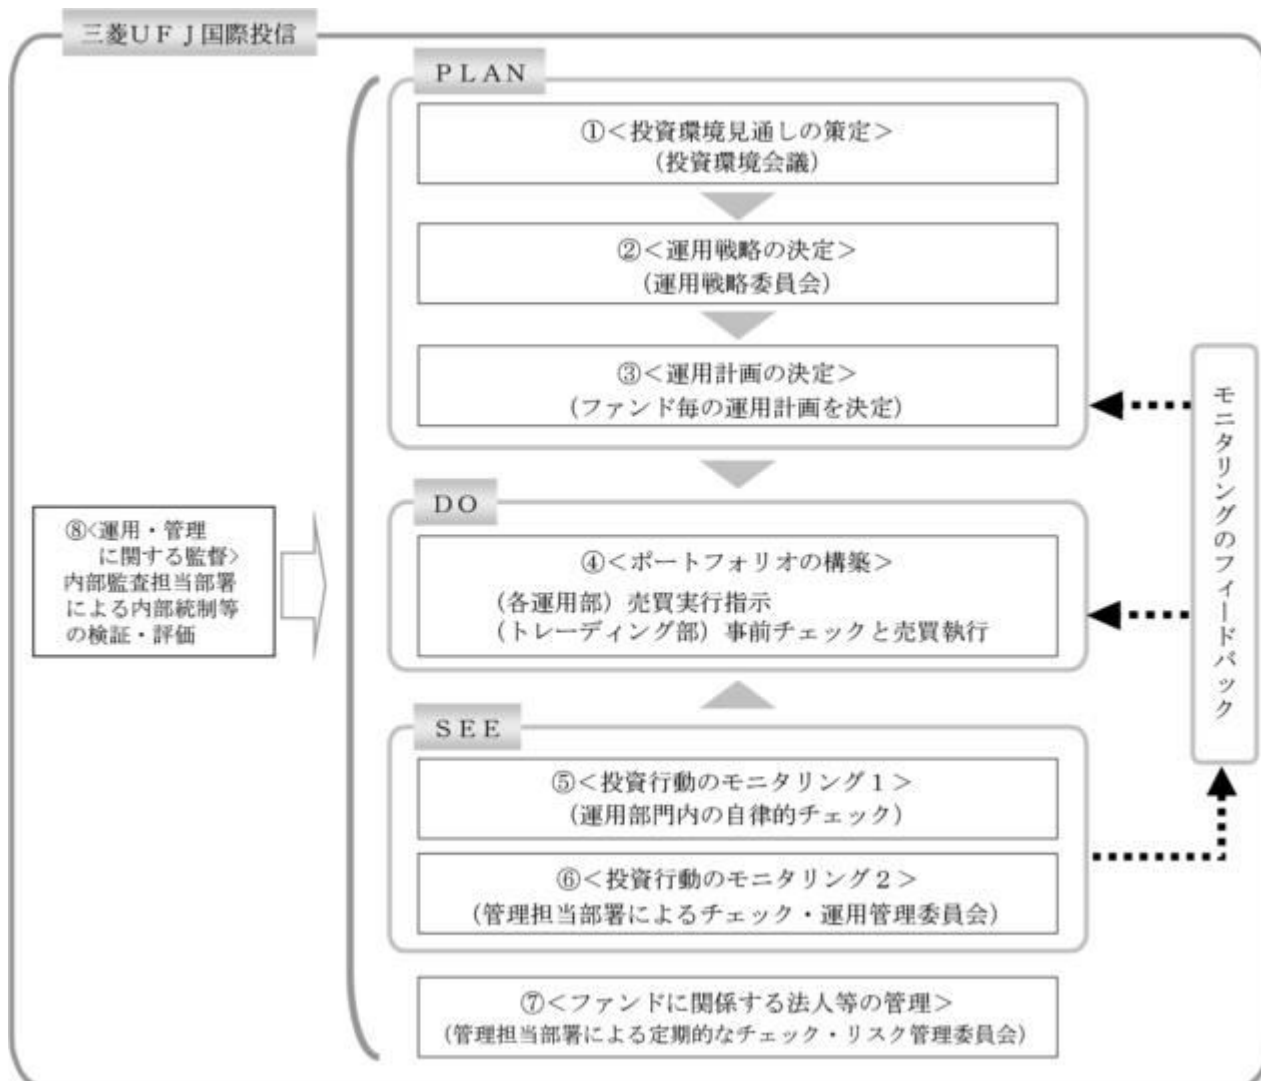 三菱ＵＦＪ国際投信
ＰＬＡＮ
①＜投資環境見通しの策定＞
（投資環境会議）
②＜運用戦略の決定＞
（運用戦略委員会）
③＜運用計画の決定＞
（ファンド毎の運用計画を決定）
ＤＯ
④＜ポートフォリオの構築＞
（各運用部）売買実行指示
（トレーディング部）事前チェックと売買執行
ＳＥＥ
⑤＜投資行動のモニタリング１＞
（運用部門内の自律的チェック）
⑥＜投資行動のモニタリング２＞
（管理担当部署によるチェック・運用管理委員会）
⑦＜ファンドに関係する法人等の管理＞
（管理担当部署による定期的なチェック・リスク管理委員会）
⑧<運用・管理
に関する監督>
内部監査担当部署
による内部統制等
の検証・評価
モニタリングのフィードバック